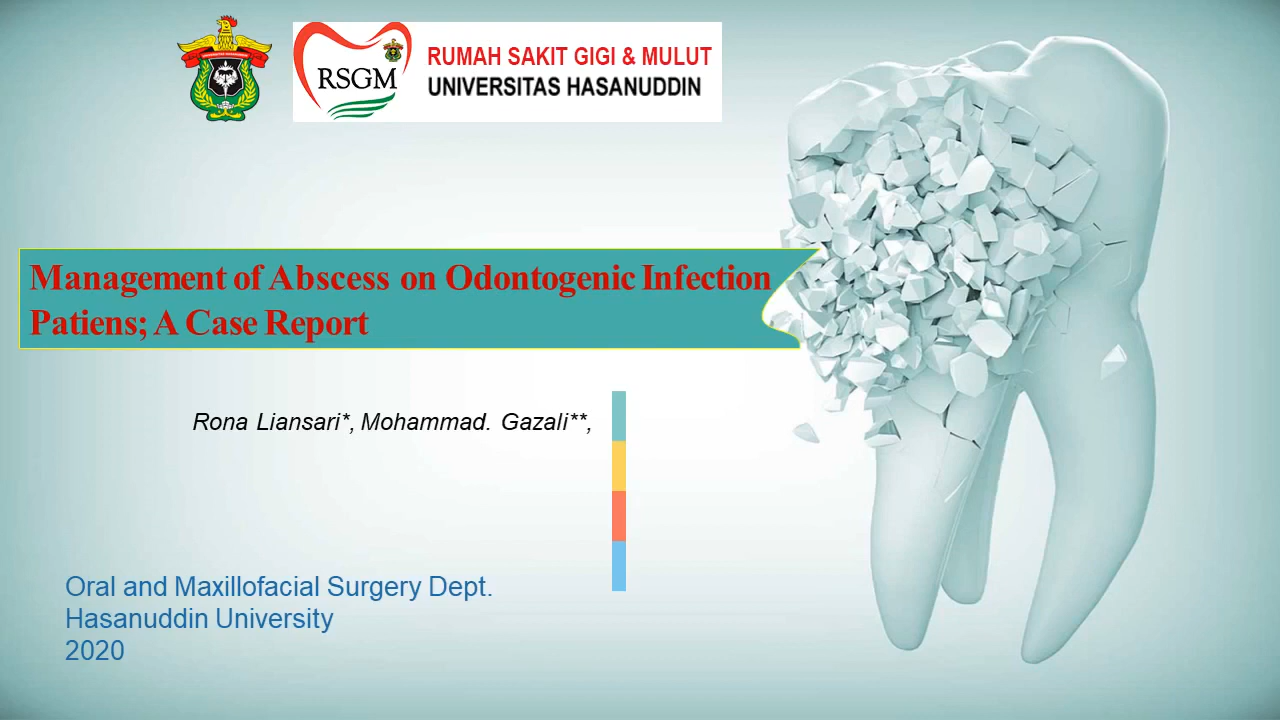 RSGM
RUMAH SAKIT GIGI & MULUT
UNIVERSITAS HASANUDDIN
Management of Abscess on Odontogenic Infection
Patiens; A Case Report
Rona Liansari*, Mohammad. Gazali**,
Oral and Maxillofacial Surgery Dept.
Hasanuddin University
2020